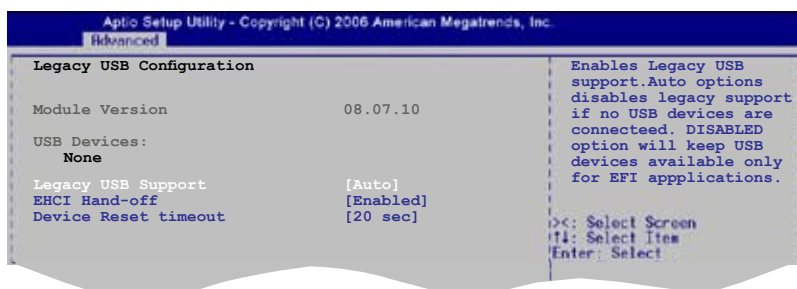 Aptio Setup Utility - Copyright (C) 2006 American Megatrends, Inc.
Advanced
Legacy USB Configuration
Module Version 08.07.10
USB Devices:
None
Legacy USB Support [Auto]
EHCI Hand-off [Enabled]
Device Reset timeout [20 sec]
Enables Legacy USB
support.Auto options
disables legacy support
if no USB devices are
connecteed. DISABLED
option will keep USB
devices available only
for EFI appplications.
><: Select Screen
↑↓: Select Item
Enter: Select